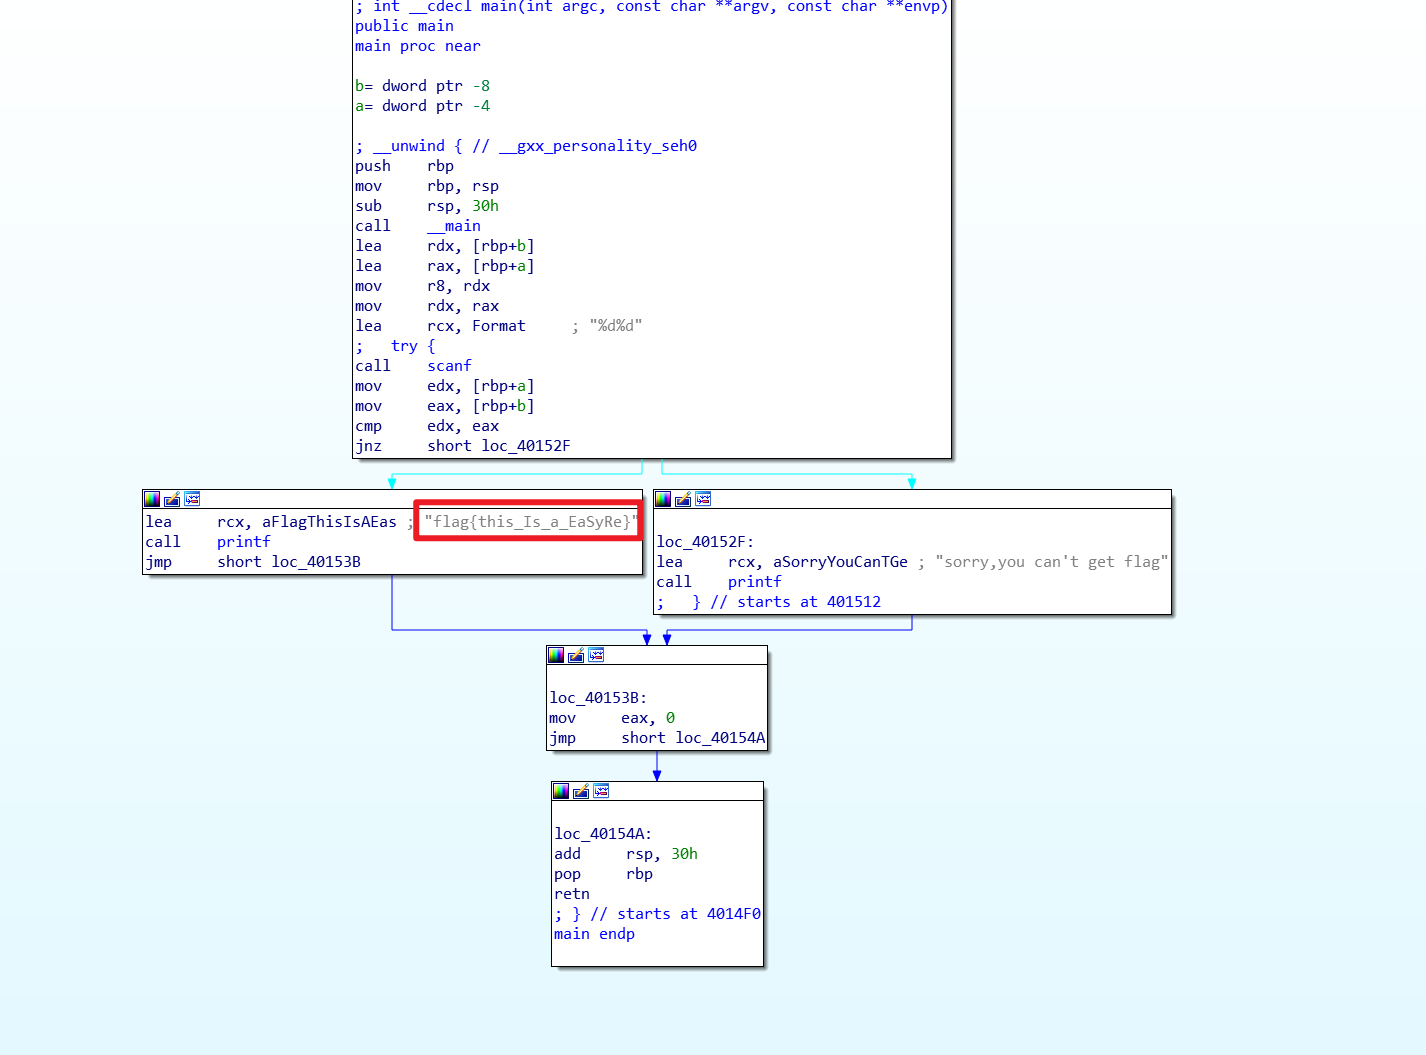 ; int __cdecl main(int argc, const char **argv, const char **envp)
public main
main proc near
b= dword ptr -8
a= dword ptr -4
; __unwind { // __gxx_personality_seh0
push rbp
mov rbp, rsp
sub rsp, 30h
call __main
lea rdx, [rbp+b]
lea rax, [rbp+a]
mov r8, rdx
mov rdx, rax
lea rcx, Format ; "%d%d"
; try {
call scanf
mov edx, [rbp+a]
mov eax, [rbp+b]
cmp edx, eax
jnz short loc_40152F
lea rcx, aFlagThisIsAEas ; "flag{this_Is_a_EaSyRe}"
call printf
jmp short loc_40153B
loc_40152F:
lea rcx, aSorryYouCanTGe ; "sorry,you can't get flag"
call printf
; } // starts at 401512
loc_40153B:
mov eax, 0
jmp short loc_40154A
loc_40154A:
add rsp, 30h
pop rbp
retn
; } // starts at 4014F0
main endp